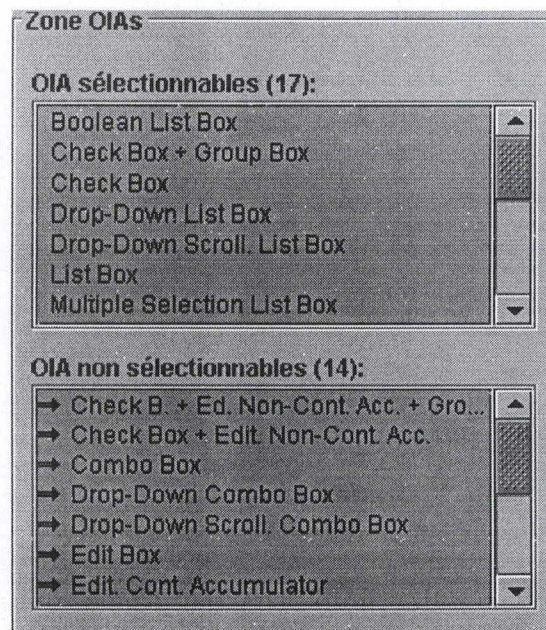 Zone OIAs
OIA sélectionnables (17):
Boolean List Box
Check Box + Group Box
Check Box
Drop-Down List Box
Drop-Down Scroll. List Box
List Box
Multiple Selection List Box
OIA non sélectionnables (14):
→ Check B. + Ed. Non-Cont. Acc. + Gro...
→ Check Box + Edit. Non-Cont. Acc.
→ Combo Box
→ Drop-Down Combo Box
→ Drop-Down Scroll. Combo Box
→ Edit Box
→ Edit. Cont. Accumulator